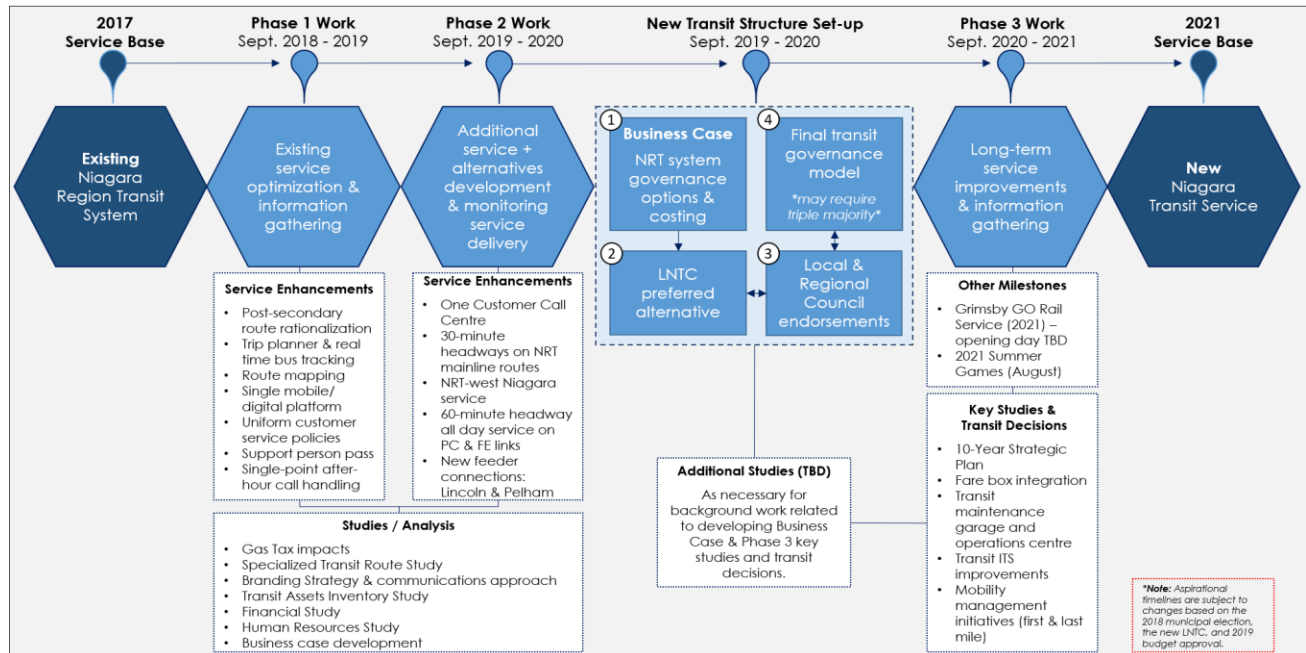 2017
Service Base
Phase 1 Work
Sept. 2018 - 2019
Phase 2 Work
Sept. 2019 - 2020
New Transit Structure Set-up
Sept. 2019 - 2020
Phase 3 Work
Sept. 2020 - 2021
2021
Service Base
Existing
Niagara
Region Transit
System
Existing
service
optimization &
information
gathering
Additional
service +
alternatives
development
& monitoring
service
delivery
1
Business Case
NRT system
governance
options &
costing
2
LNTC
preferred
alternative
3
Local &
Regional
Council
endorsements
4
Final transit
governance
model
*may require
triple majority*
Long-term
service
improvements
& information
gathering
New
Niagara
Transit Service
Service Enhancements
• Post-secondary
route rationalization
• Trip planner & real
time bus tracking
• Route mapping
• Single mobile/
digital platform
• Uniform customer
service policies
• Support person pass
• Single-point after-
hour call handling
Service Enhancements
• One Customer Call
Centre
• 30-minute
headways on NRT
mainline routes
• NRT-west Niagara
service
• 60-minute headway
all day service on
PC & FE links
• New feeder
connections:
Lincoln & Pelham
Studies / Analysis
• Gas Tax impacts
• Specialized Transit Route Study
• Branding Strategy & communications approach
• Transit Assets Inventory Study
• Financial Study
• Human Resources Study
• Business case development
Additional Studies (TBD)
As necessary for
background work related
to developing Business
Case & Phase 3 key
studies and transit
decisions.
Other Milestones
• Grimsby GO Rail
Service (2021) –
opening day TBD
• 2021 Summer
Games (August)
Key Studies &
Transit Decisions
• 10-Year Strategic
Plan
• Fare box integration
• Transit
maintenance
garage and
operations centre
• Transit ITS
improvements
• Mobility
management
initiatives (first & last
mile)
*Note: Aspirational
timelines are subject to
changes based on the
2018 municipal election,
the new LNTC, and 2019
budget approval.